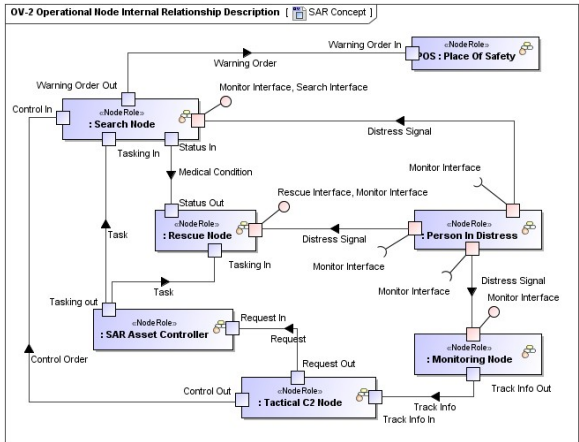 OV-2 Operational Node Internal Relationship Description [ SAR Concept ]
Warning Order In
«NodeRole»
POS : Place Of Safety
Warning Order
Warning Order Out
Monitor Interface, Search Interface
Control In
«NodeRole»
: Search Node
Distress Signal
Tasking In
Status In
Monitor Interface
Medical Condition
Rescue Interface, Monitor Interface
Status Out
«NodeRole»
: Rescue Node
«NodeRole»
: Person In Distress
Task
Distress Signal
Tasking In
Monitor Interface
Distress Signal
Task
Monitor Interface
Monitor Interface
Tasking out
Request In
«NodeRole»
: SAR Asset Controller
Request
«NodeRole»
: Monitoring Node
Control Order
Request Out
Control Out
«NodeRole»
: Tactical C2 Node
Track Info Out
Track Info
Track Info In